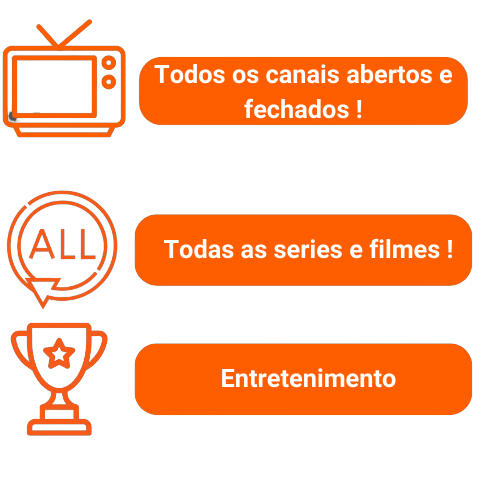 Todos os canais abertos e
fechados !
ALL
Todas as series e filmes !
Entretenimento